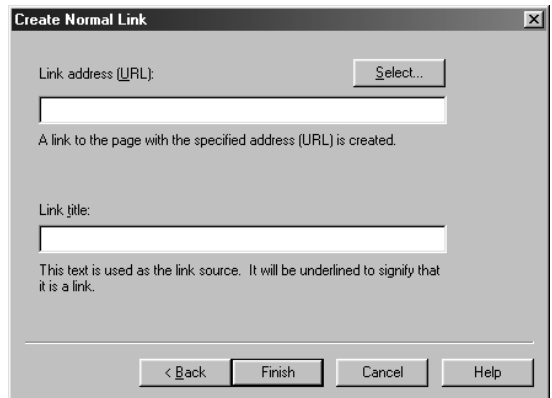 Create Normal Link
Link address (URL):
Select...
A link to the page with the specified address (URL) is created.
Link title:
This text is used as the link source.  It will be underlined to signify that
it is a link.
< Back
Finish
Cancel
Help